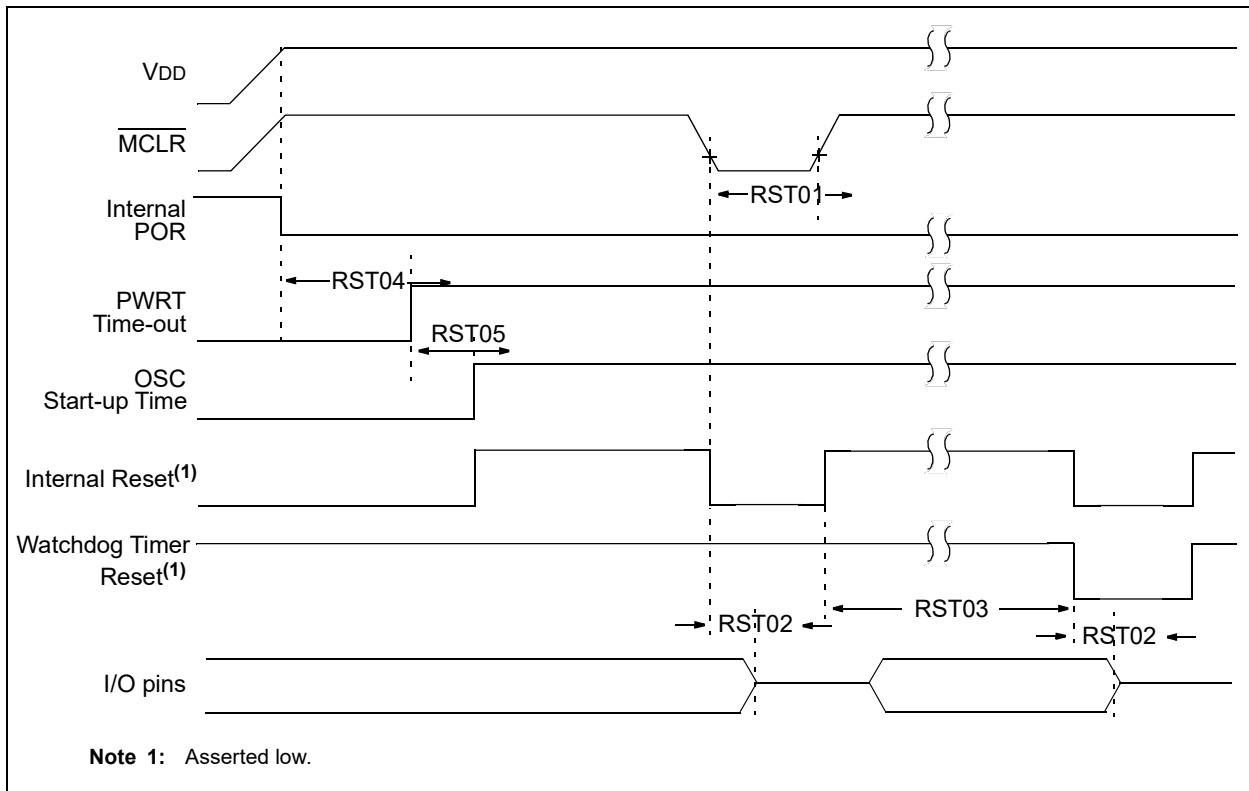 VDD
MCLR
RST01
Internal
POR
RST04
PWRT
Time-out
RST05
OSC
Start-up Time
Internal Reset(1)
Watchdog Timer
Reset(1)
RST03
RST02
RST02
I/O pins
Note 1: Asserted low.